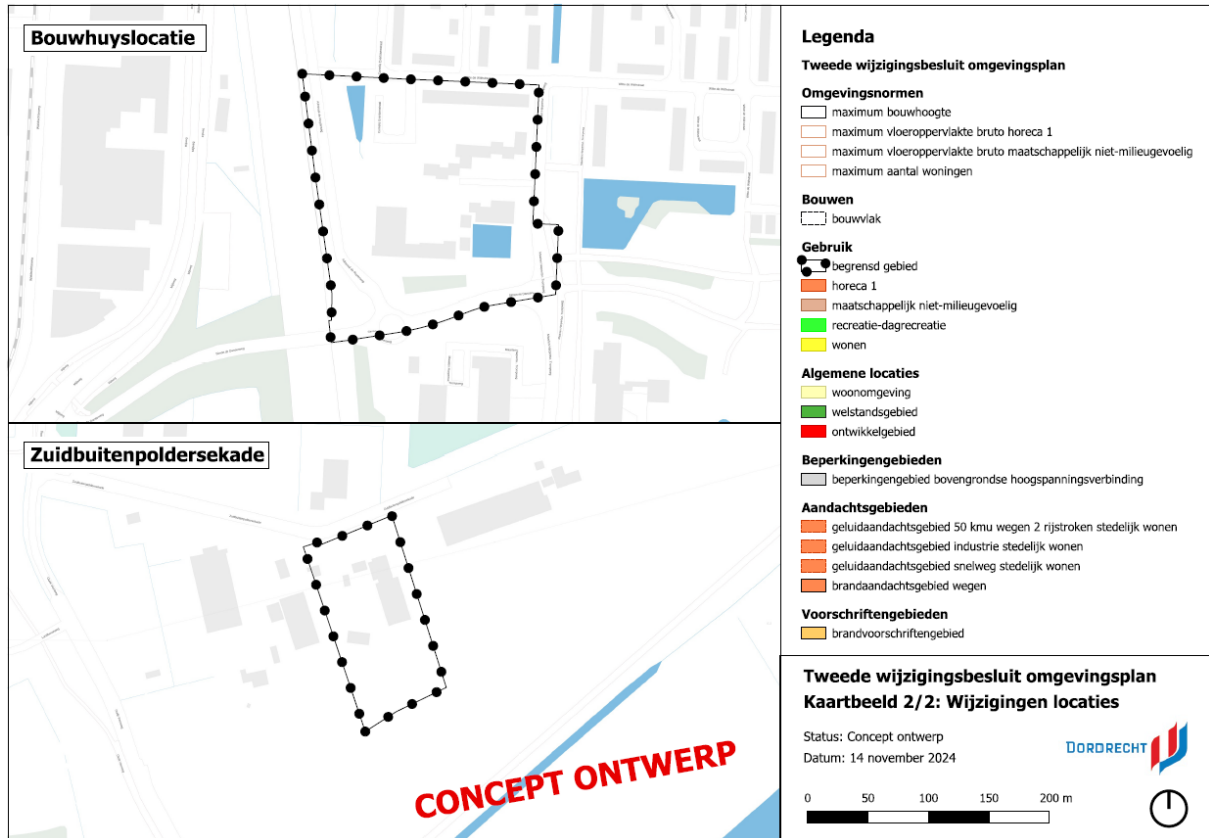 Bouwhuyslocatie
Zuidbuitenpoldersekade
CONCEPT ONTWERP
Legenda
Tweede wijzigingsbesluit omgevingsplan
Omgevingsnormen
maximum bouwhoogte
maximum vloeroppervlakte bruto horeca 1
maximum vloeroppervlakte bruto maatschappelijk niet-milieugevoelig
maximum aantal woningen
Bouwen
bouwvlak
Gebruik
begrensd gebied
horeca 1
maatschappelijk niet-milieugevoelig
recreatie-dagrecreatie
wonen
Algemene locaties
woonomgeving
welstandsgebied
ontwikkelgebied
Beperkingengebieden
beperkingengebied bovengrondse hoogspanningsverbinding
Aandachtsgebieden
geluidaandachtsgebied 50 kmu wegen 2 rijstroken stedelijk wonen
geluidaandachtsgebied industrie stedelijk wonen
geluidaandachtsgebied snelweg stedelijk wonen
brandaandachtsgebied wegen
Voorschriftengebieden
brandvoorschriftengebied
Tweede wijzigingsbesluit omgevingsplan
Kaartbeeld 2/2: Wijzigingen locaties
Status: Concept ontwerp
Datum: 14 november 2024
DORDRECHT
0 50 100 150 200 m